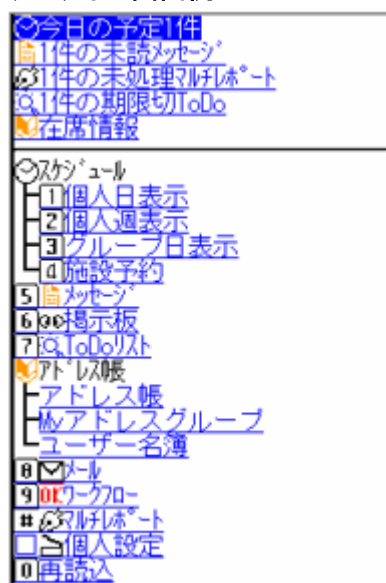 今日の予定1件
1件の未読ﾒｯｾｰｼﾞ
1件の未処理ﾏﾙﾁﾚﾎﾟｰﾄ
1件の期限切ToDo
在席情報
ｽｹｼﾞｭｰﾙ
1個人日表示
2個人週表示
3グループ日表示
4施設予約
5ﾒｯｾｰｼﾞ
6掲示板
7ToDoﾘｽﾄ
ｱﾄﾞﾚｽ帳
アドレス帳
Myアドレスグループ
ユーザー名簿
8ﾒｰﾙ
9OKﾜｰｸﾌﾛｰ
#ﾏﾙﾁﾚﾎﾟｰﾄ
個人設定
0再読込